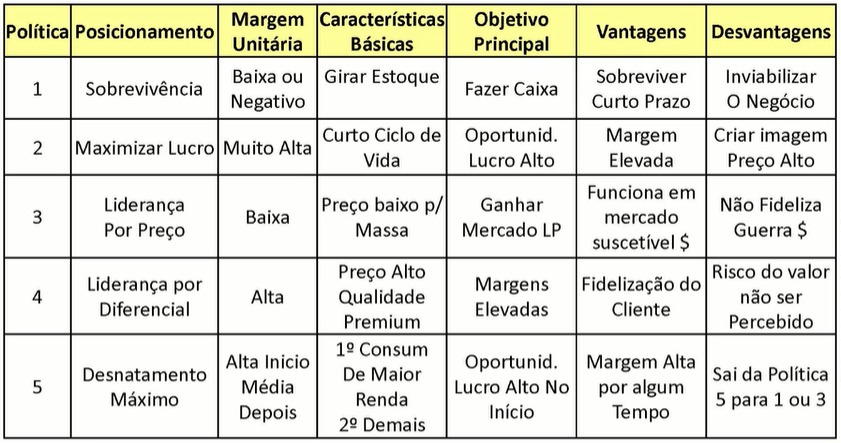 Política Posicionamento Margem Unitária Características Básicas Objetivo Principal Vantagens Desvantagens
1 Sobrevivência Baixa ou Negativo Girar Estoque Fazer Caixa Sobreviver Curto Prazo Inviabilizar O Negócio
2 Maximizar Lucro Muito Alta Curto Ciclo de Vida Oportunid. Lucro Alto Margem Elevada Criar imagem Preço Alto
3 Liderança Por Preço Baixa Preço baixo p/ Massa Ganhar Mercado LP Funciona em mercado suscetível $ Não Fideliza Guerra $
4 Liderança por Diferencial Alta Preço Alto Qualidade Premium Margens Elevadas Fidelização do Cliente Risco do valor não ser Percebido
5 Desnatamento Máximo Alta Inicio Média Depois 1º Consum De Maior Renda 2º Demais Oportunid. Lucro Alto No Início Margem Alta por algum Tempo Sai da Política 5 para 1 ou 3